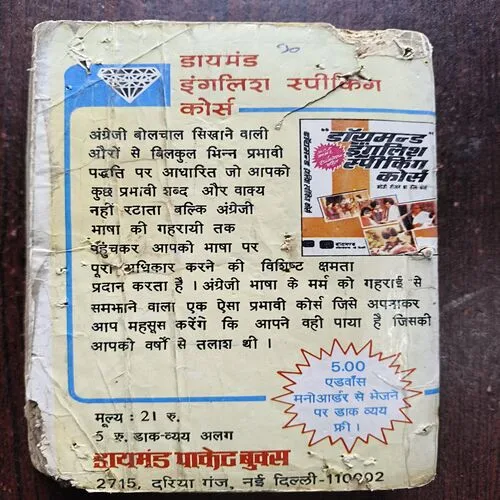 20
डायमंड
इंगलिश स्पीकिंग
कोर्स
अंग्रेजी बोलचाल सिखाने वाली
औरों से बिलकुल भिन्न प्रभावी
पद्धति पर आधारित जो आपको
कुछ प्रभावी शब्द और वाक्य
नहीं रटाता बल्कि अंग्रेजी
भाषा की गहरायी तक
पहुंचकर आपको भाषा पर
पूरा अधिकार करने की विशिष्ट क्षमता
प्रदान करता है । अंग्रेजी भाषा के मर्म को गहराई से
समझाने वाला एक ऐसा प्रभावी कोर्स जिसे अपनाकर
आप महसूस करेंगे कि आपने वही पाया है जिसकी
आपको वर्षों से तलाश थी ।
"डॉयमन्ड"
इंगलिश
स्पीकिंग
कोर्स
5.00
एडवाँस
मनीआर्डर से भेजने
पर डाक व्यय
फ्री ।
मूल्य : 21 रु.
5 रु. डाक-व्यय अलग
डायमंड पाकेट बुक्स
2715, दरिया गंज, नई दिल्ली-110002